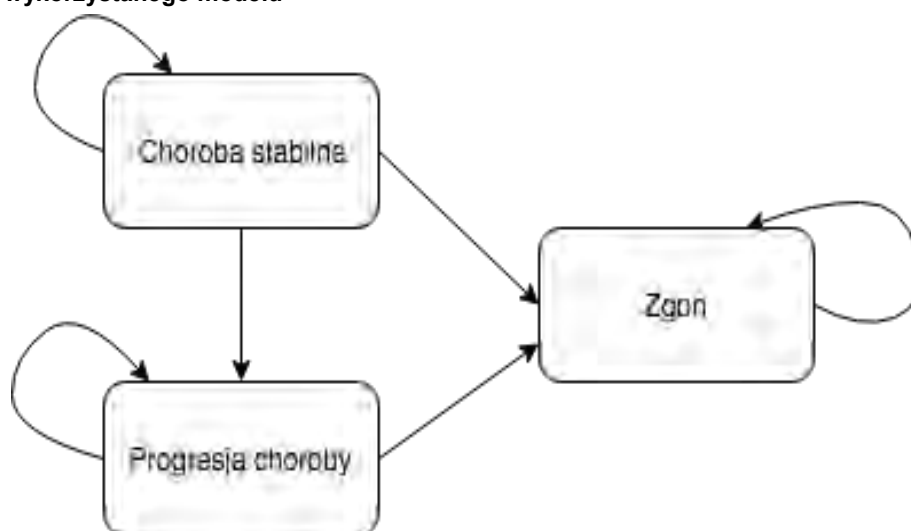 wykorzystanego modelu
Choroba stabilna
Zgon
Progresja choroby